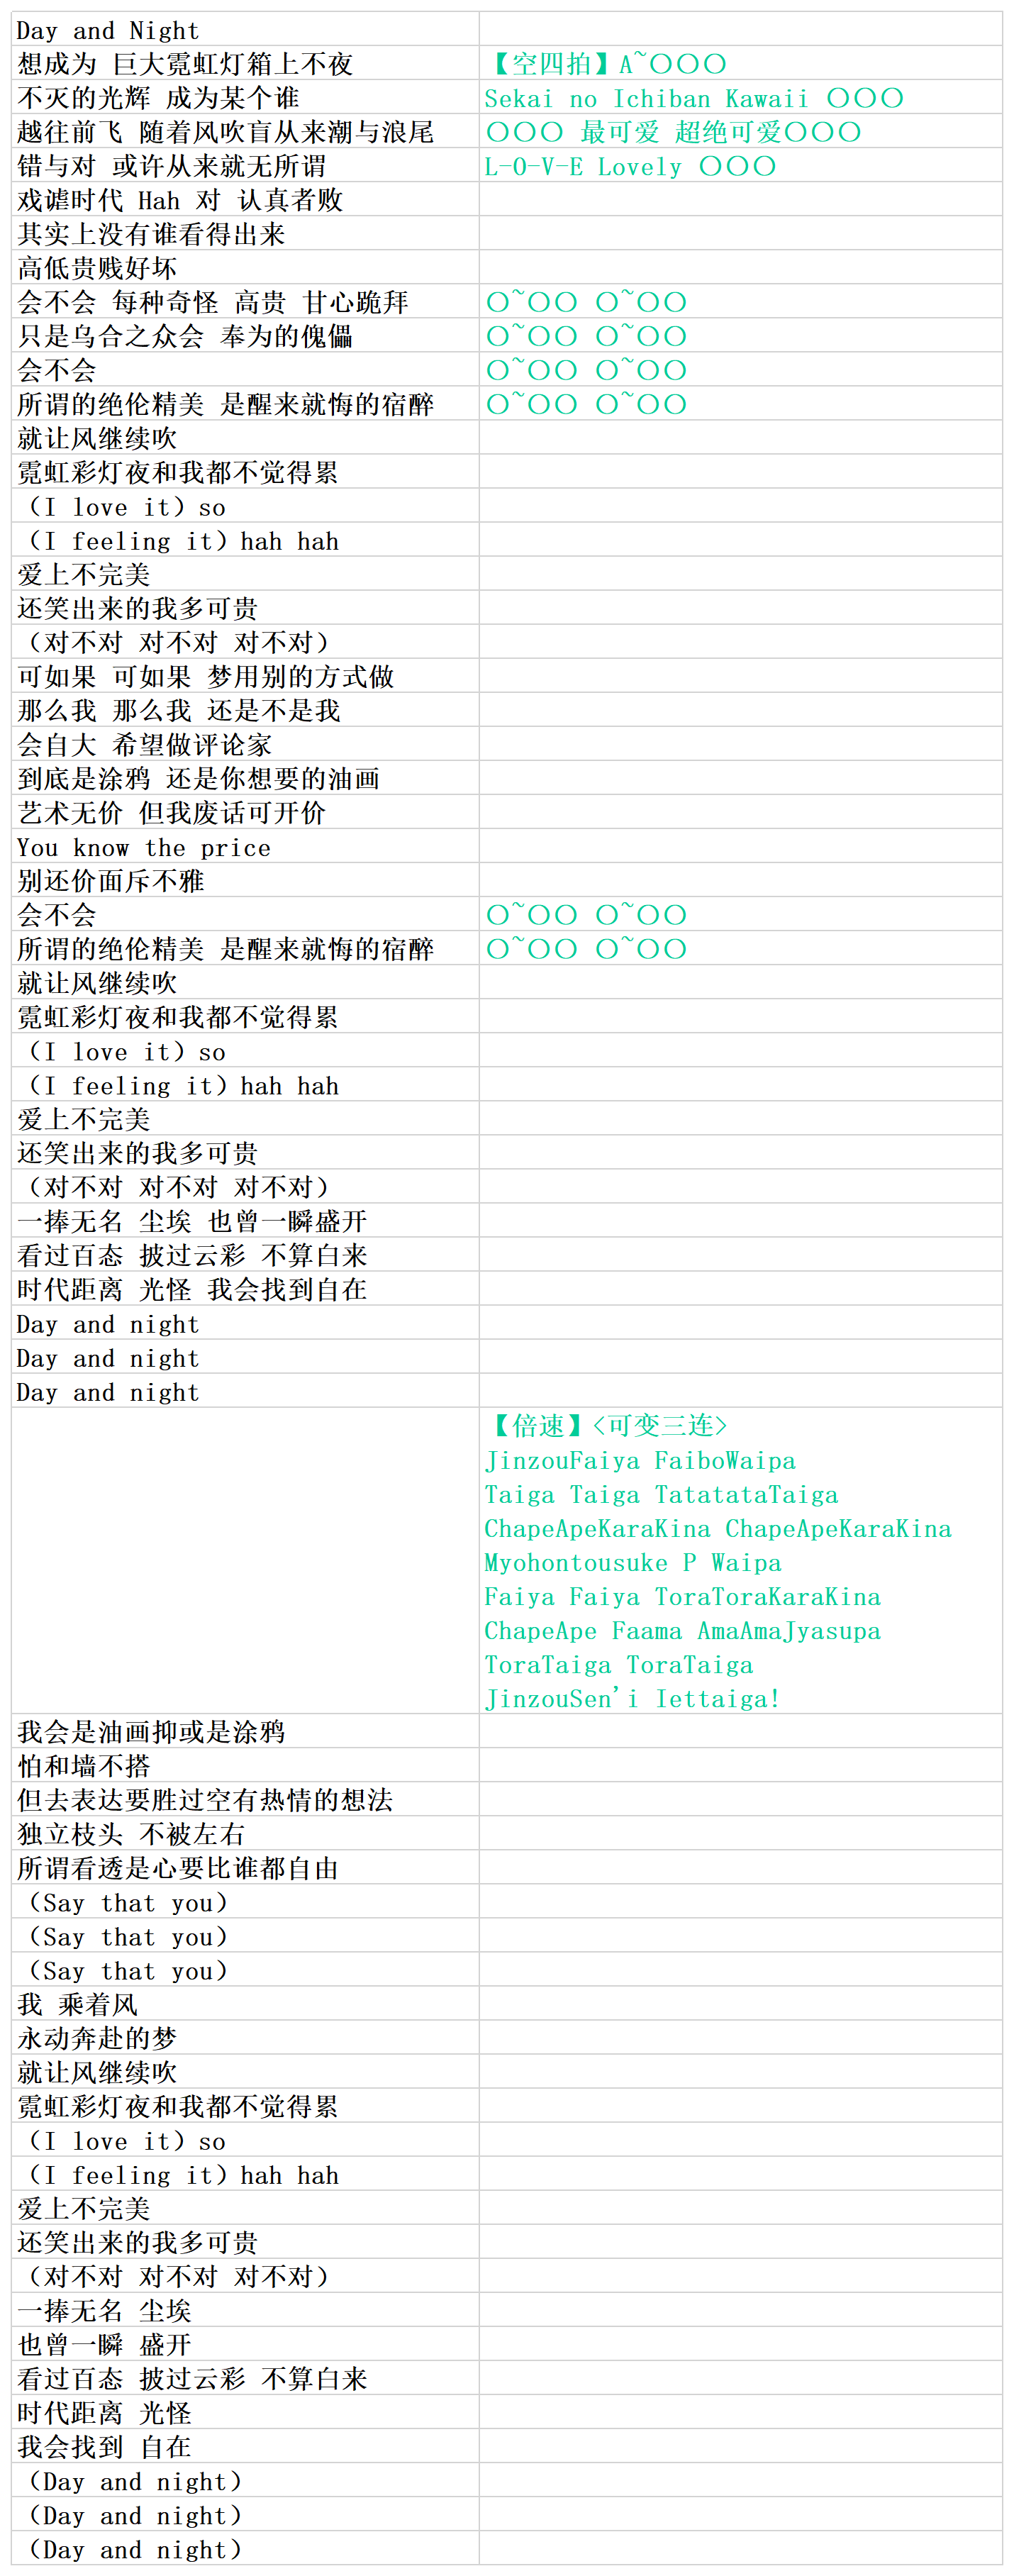 Day and Night
想成为 巨大霓虹灯箱上不夜 【空四拍】A~〇〇〇
不灭的光辉 成为某个谁 Sekai no Ichiban Kawaii 〇〇〇
越往前飞 随着风吹盲从来潮与浪尾 〇〇〇 最可爱 超绝可爱〇〇〇
错与对 或许从来就无所谓 L-O-V-E Lovely 〇〇〇
戏谑时代 Hah 对 认真者败
其实上没有谁看得出来
高低贵贱好坏
会不会 每种奇怪 高贵 甘心跪拜 〇~〇〇 〇~〇〇
只是乌合之众会 奉为的傀儡 〇~〇〇 〇~〇〇
会不会 〇~〇〇 〇~〇〇
所谓的绝伦精美 是醒来就悔的宿醉 〇~〇〇 〇~〇〇
就让风继续吹
霓虹彩灯夜和我都不觉得累
（I love it）so
（I feeling it）hah hah
爱上不完美
还笑出来的我多可贵
（对不对 对不对 对不对）
可如果 可如果 梦用别的方式做
那么我 那么我 还是不是我
会自大 希望做评论家
到底是涂鸦 还是你想要的油画
艺术无价 但我废话可开价
You know the price
别还价面斥不雅
会不会 〇~〇〇 〇~〇〇
所谓的绝伦精美 是醒来就悔的宿醉 〇~〇〇 〇~〇〇
就让风继续吹
霓虹彩灯夜和我都不觉得累
（I love it）so
（I feeling it）hah hah
爱上不完美
还笑出来的我多可贵
（对不对 对不对 对不对）
一捧无名 尘埃 也曾一瞬盛开
看过百态 披过云彩 不算白来
时代距离 光怪 我会找到自在
Day and night
Day and night
Day and night
【倍速】<可变三连>
JinzouFaiya FaiboWaipa
Taiga Taiga TatatataTaiga
ChapeApeKaraKina ChapeApeKaraKina
Myohontousuke P Waipa
Faiya Faiya ToraToraKaraKina
ChapeApe Faama AmaAmaJyasupa
ToraTaiga ToraTaiga
JinzouSen'i Iettaiga!
我会是油画抑或是涂鸦
怕和墙不搭
但去表达要胜过空有热情的想法
独立枝头 不被左右
所谓看透是心要比谁都自由
（Say that you）
（Say that you）
（Say that you）
我 乘着风
永动奔赴的梦
就让风继续吹
霓虹彩灯夜和我都不觉得累
（I love it）so
（I feeling it）hah hah
爱上不完美
还笑出来的我多可贵
（对不对 对不对 对不对）
一捧无名 尘埃
也曾一瞬 盛开
看过百态 披过云彩 不算白来
时代距离 光怪
我会找到 自在
（Day and night）
（Day and night）
（Day and night）